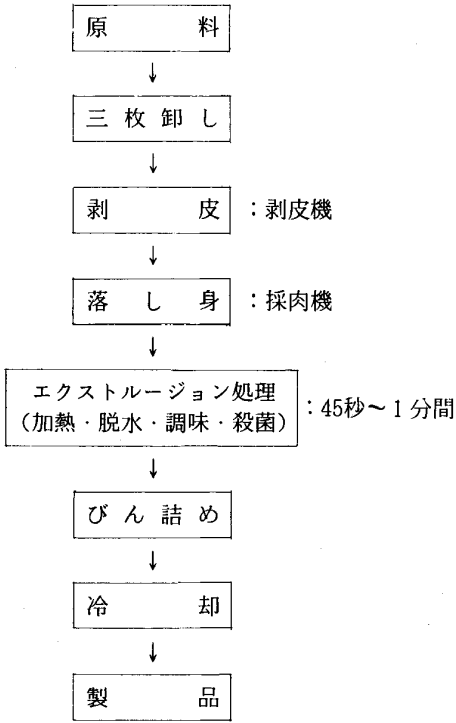 原料
↓
三枚卸し
↓
剥皮：剥皮機
↓
落し身：採肉機
↓
エクストルージョン処理
（加熱・脱水・調味・殺菌）：45秒～1分間
↓
びん詰め
↓
冷却
↓
製品